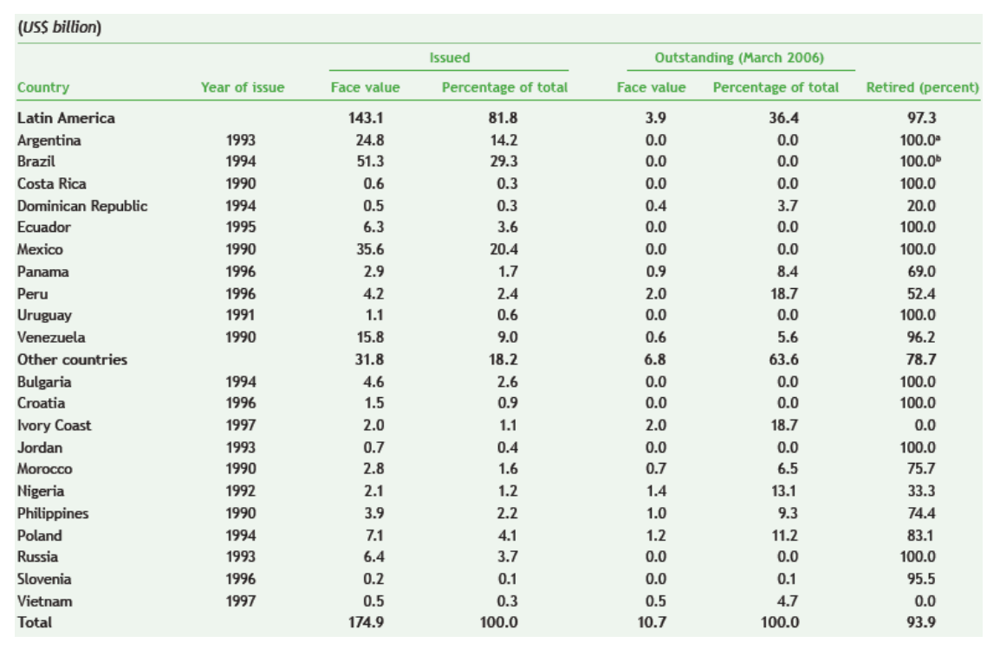 (US$ billion)
Issued Outstanding (March 2006)
Country Year of issue Face value Percentage of total Face value Percentage of total Retired (percent)
Latin America 143.1 81.8 3.9 36.4 97.3
Argentina 1993 24.8 14.2 0.0 0.0 100.0ᵃ
Brazil 1994 51.3 29.3 0.0 0.0 100.0ᵇ
Costa Rica 1990 0.6 0.3 0.0 0.0 100.0
Dominican Republic 1994 0.5 0.3 0.4 3.7 20.0
Ecuador 1995 6.3 3.6 0.0 0.0 100.0
Mexico 1990 35.6 20.4 0.0 0.0 100.0
Panama 1996 2.9 1.7 0.9 8.4 69.0
Peru 1996 4.2 2.4 2.0 18.7 52.4
Uruguay 1991 1.1 0.6 0.0 0.0 100.0
Venezuela 1990 15.8 9.0 0.6 5.6 96.2
Other countries 31.8 18.2 6.8 63.6 78.7
Bulgaria 1994 4.6 2.6 0.0 0.0 100.0
Croatia 1996 1.5 0.9 0.0 0.0 100.0
Ivory Coast 1997 2.0 1.1 2.0 18.7 0.0
Jordan 1993 0.7 0.4 0.0 0.0 100.0
Morocco 1990 2.8 1.6 0.7 6.5 75.7
Nigeria 1992 2.1 1.2 1.4 13.1 33.3
Philippines 1990 3.9 2.2 1.0 9.3 74.4
Poland 1994 7.1 4.1 1.2 11.2 83.1
Russia 1993 6.4 3.7 0.0 0.0 100.0
Slovenia 1996 0.2 0.1 0.0 0.1 95.5
Vietnam 1997 0.5 0.3 0.5 4.7 0.0
Total 174.9 100.0 10.7 100.0 93.9